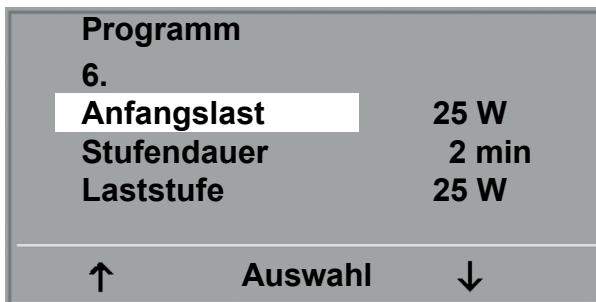 Programm
6.
Anfangslast 25 W
Stufendauer 2 min
Laststufe 25 W
↑ Auswahl ↓